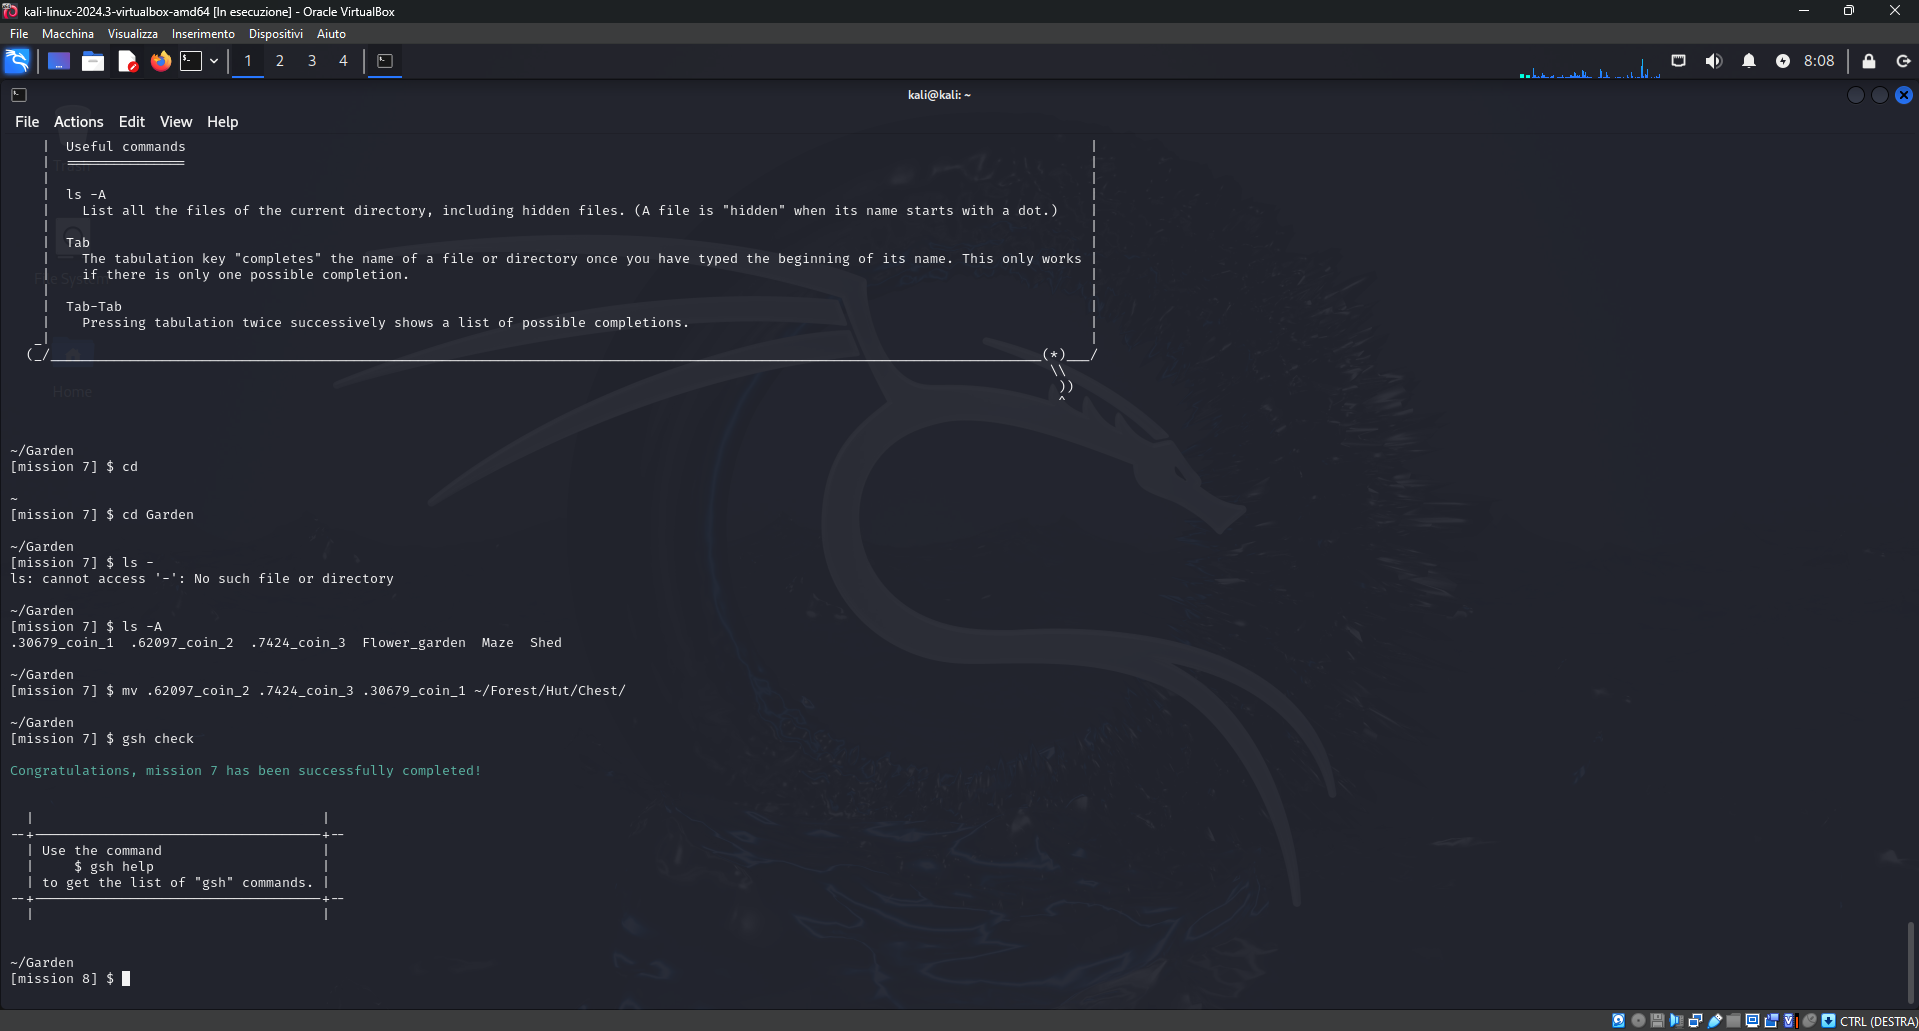 kali-linux-2024.3-virtualbox-amd64 [In esecuzione] - Oracle VirtualBox
File Macchina Visualizza Inserimento Dispositivi Aiuto
1 2 3 4 8:08
kali@kali: ~
File Actions Edit View Help
Useful commands
===============
ls -A
List all the files of the current directory, including hidden files. (A file is "hidden" when its name starts with a dot.)
Tab
The tabulation key "completes" the name of a file or directory once you have typed the beginning of its name. This only works
if there is only one possible completion.
Tab-Tab
Pressing tabulation twice successively shows a list of possible completions.
Home
~/Garden
[mission 7] $ cd
~
[mission 7] $ cd Garden
~/Garden
[mission 7] $ ls -
ls: cannot access '-': No such file or directory
~/Garden
[mission 7] $ ls -A
.30679_coin_1 .62097_coin_2 .7424_coin_3 Flower_garden Maze Shed
~/Garden
[mission 7] $ mv .62097_coin_2 .7424_coin_3 .30679_coin_1 ~/Forest/Hut/Chest/
~/Garden
[mission 7] $ gsh check
Congratulations, mission 7 has been successfully completed!
Use the command
$ gsh help
to get the list of "gsh" commands.
~/Garden
[mission 8] $
CTRL (DESTRA)